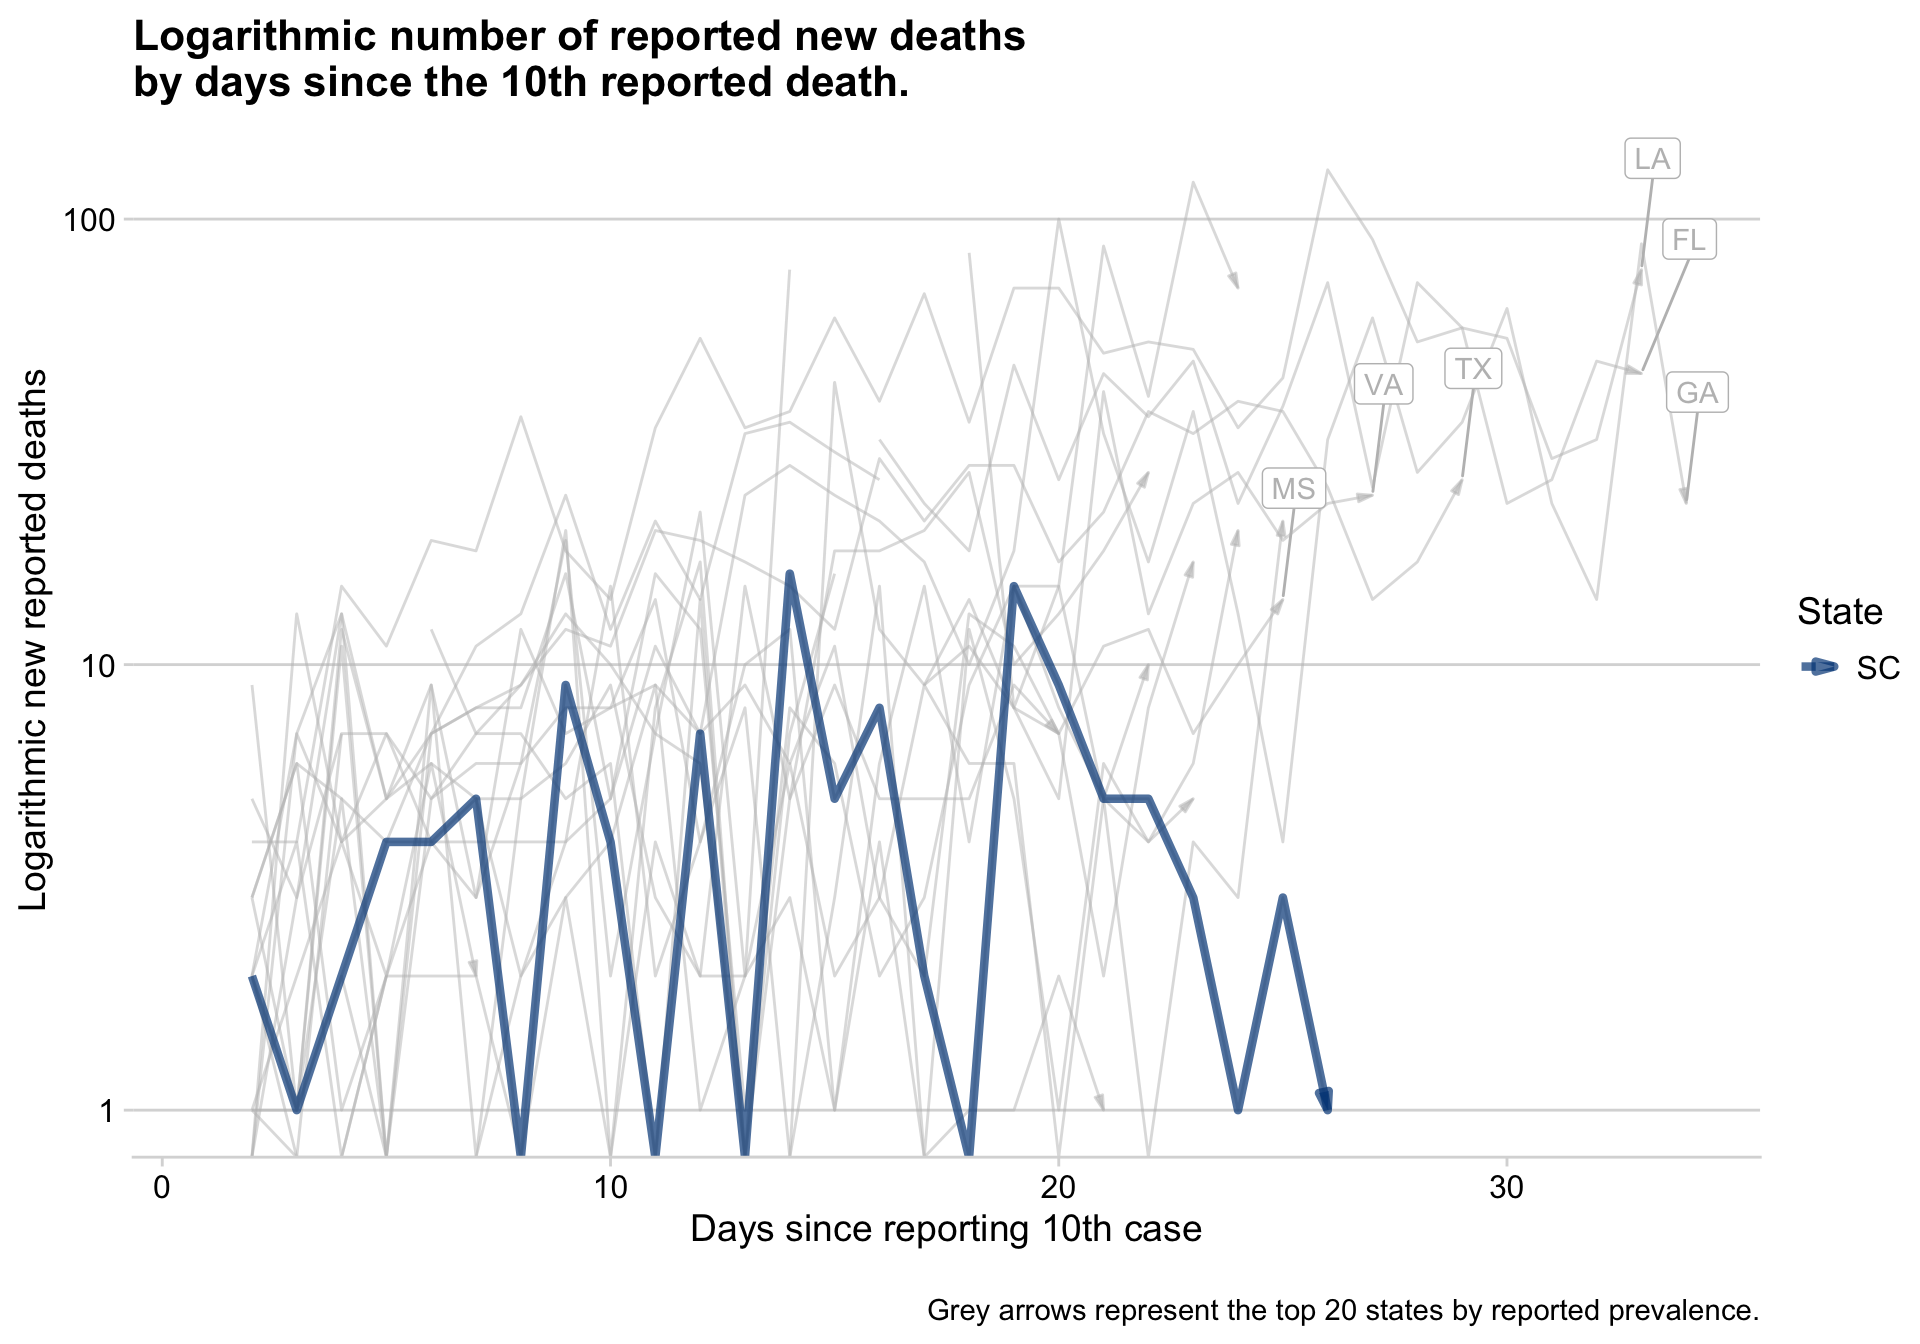 Logarithmic number of reported new deaths
by days since the 10th reported death.
LA
FL
GA
TX
VA
MS
100
10
1
Logarithmic new reported deaths
0
10
20
30
Days since reporting 10th case
State
SC
Grey arrows represent the top 20 states by reported prevalence.